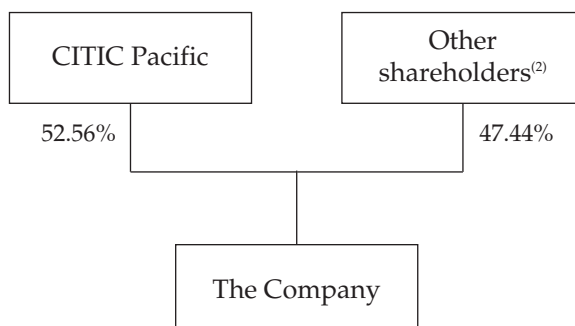 CITIC Pacific
Other
shareholders(2)
52.56%
47.44%
The Company